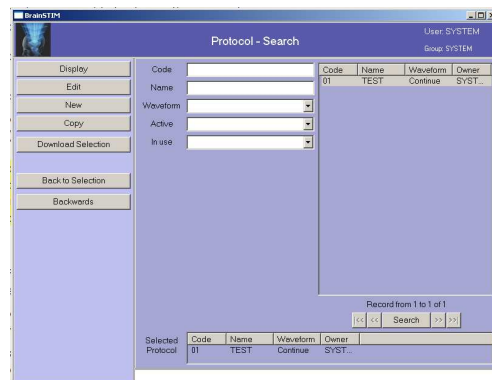 BrainSTIM
Protocol - Search
User: SYSTEM
Group: SYSTEM
Display
Edit
New
Copy
Download Selection
Back to Selection
Backwards
Code
Name
Waveform
Active
In use
Code Name Waveform Owner
01 TEST Continue SYST...
Record from 1 to 1 of 1
|<< << Search >> >>|
Selected Protocol
Code Name Waveform Owner
01 TEST Continue SYST...